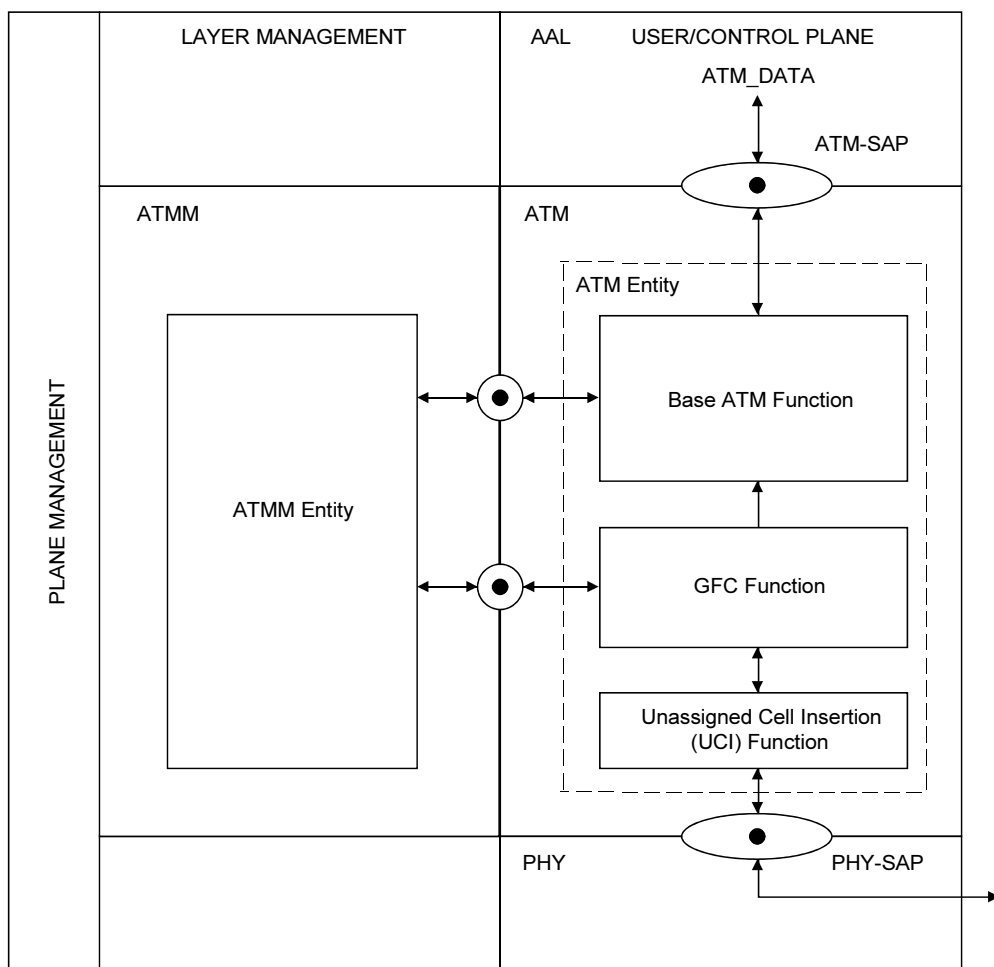 LAYER MANAGEMENT
AAL
USER/CONTROL PLANE
ATM_DATA
ATM-SAP
ATMM
ATM
ATM Entity
Base ATM Function
PLANE MANAGEMENT
ATMM Entity
GFC Function
Unassigned Cell Insertion
(UCI) Function
PHY
PHY-SAP